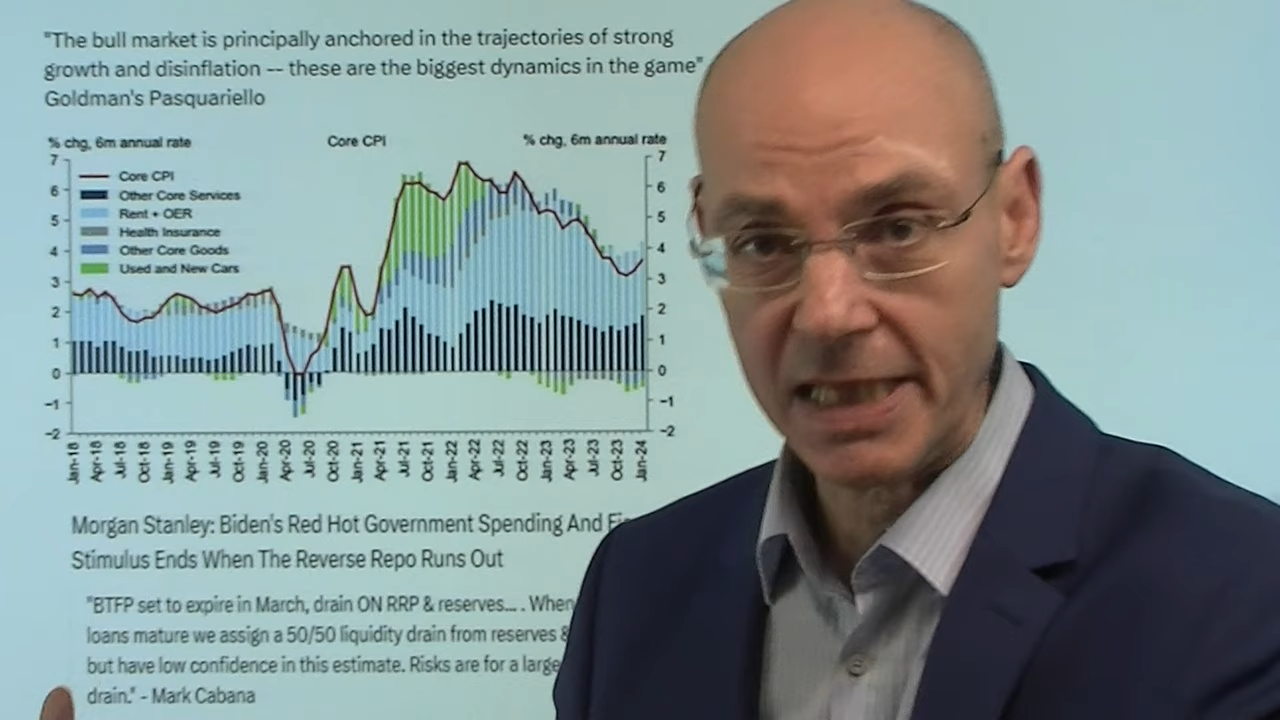 "The bull market is principally anchored in the trajectories of strong
growth and disinflation -- these are the biggest dynamics in the game"
Goldman's Pasquariello
% chg, 6m annual rate
Core CPI
% chg, 6m annual rate
7
6
5
4
3
2
1
0
−1
−2
Core CPI
Other Core Services
Rent + OER
Health Insurance
Other Core Goods
Used and New Cars
7
6
5
4
3
2
1
0
−1
−2
Jan-18
Apr-18
Jul-18
Oct-18
Jan-19
Apr-19
Jul-19
Oct-19
Jan-20
Apr-20
Jul-20
Oct-20
Jan-21
Apr-21
Jul-21
Oct-21
Jan-22
Apr-22
Jul-22
Oct-22
Jan-23
Apr-23
Jul-23
Oct-23
Jan-24
Morgan Stanley: Biden's Red Hot Government Spending And
Stimulus Ends When The Reverse Repo Runs Out
"BTFP set to expire in March, drain ON RRP & reserves... . When
loans mature we assign a 50/50 liquidity drain from reserves &
but have low confidence in this estimate. Risks are for a large
drain." - Mark Cabana